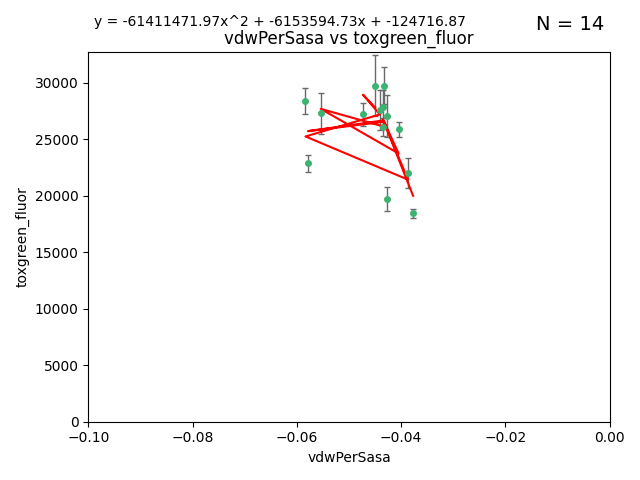 y = -61411471.97x^2 + -6153594.73x + -124716.87
N = 14
vdwPerSasa vs toxgreen_fluor
30000
25000
20000
15000
10000
5000
0
toxgreen_fluor
−0.10
−0.08
−0.06
−0.04
−0.02
0.00
vdwPerSasa